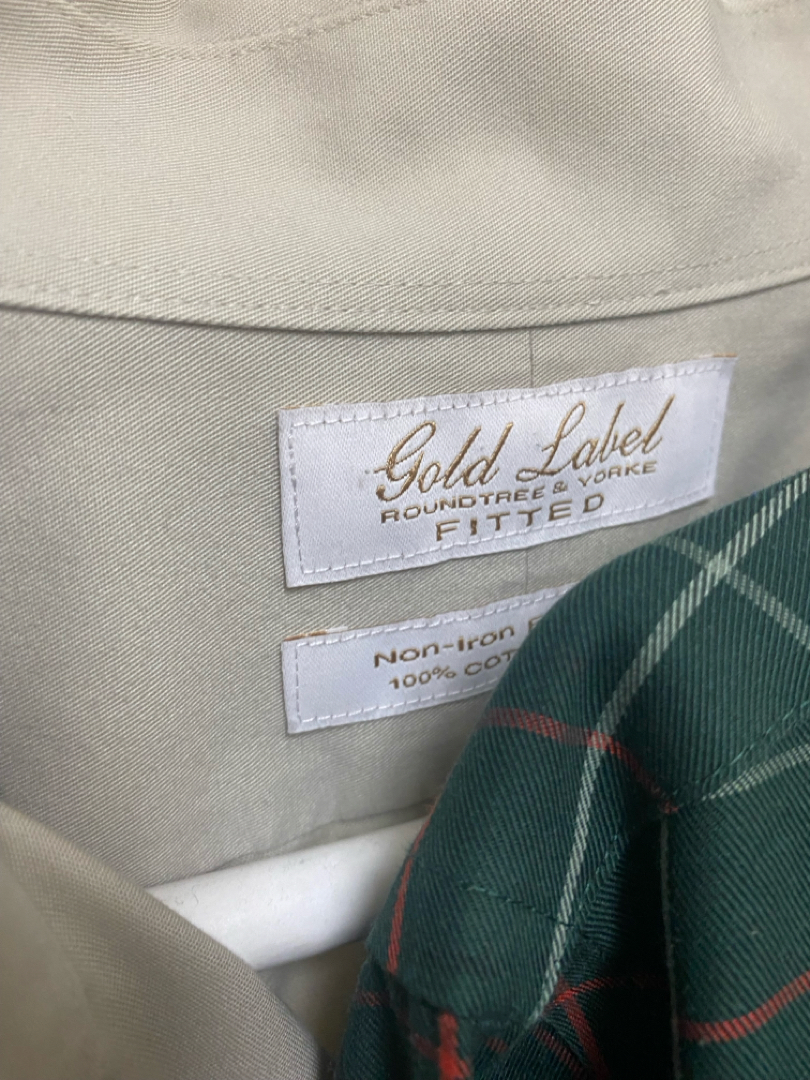 Gold Label
ROUNDTREE & YORKE
FITTED
Non-Iron
100%